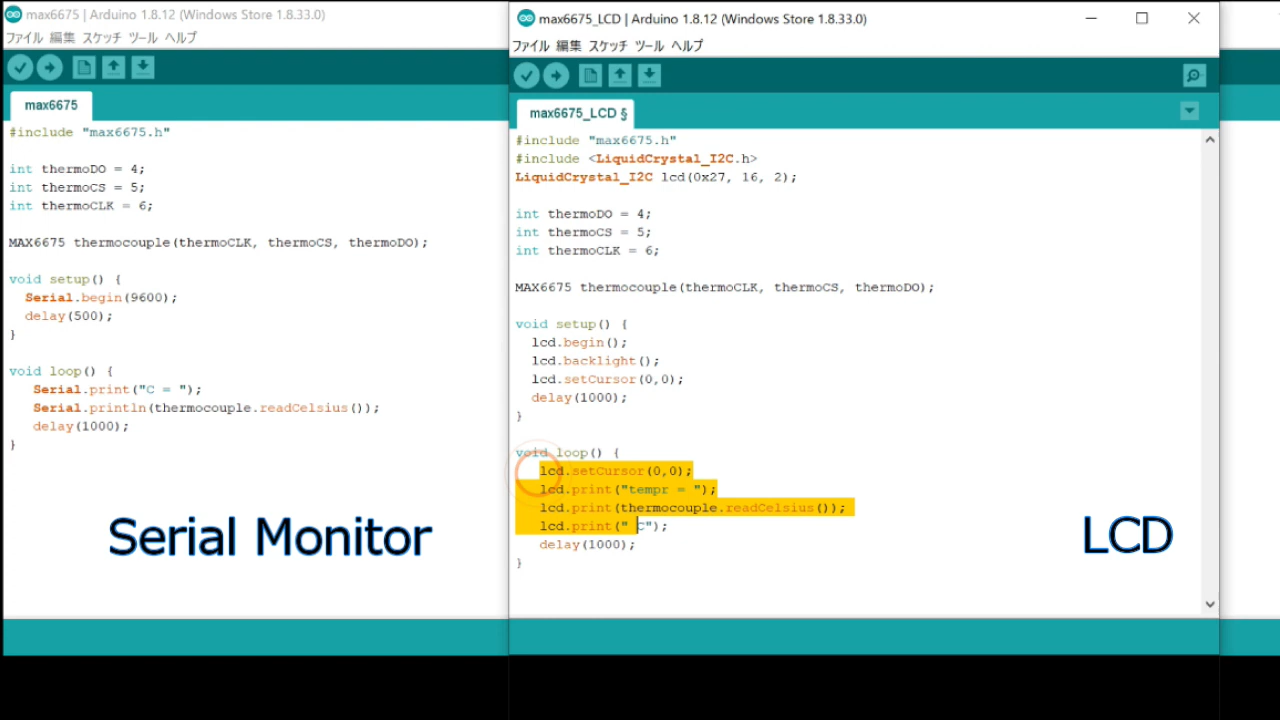 max6675 | Arduino 1.8.12 (Windows Store 1.8.33.0)
ファイル 編集 スケッチ ツール ヘルプ
max6675
#include "max6675.h"
int thermoDO = 4;
int thermoCS = 5;
int thermoCLK = 6;
MAX6675 thermocouple(thermoCLK, thermoCS, thermoDO);
void setup() {
Serial.begin(9600);
delay(500);
}
void loop() {
Serial.print("C = ");
Serial.println(thermocouple.readCelsius());
delay(1000);
}
Serial Monitor
max6675_LCD | Arduino 1.8.12 (Windows Store 1.8.33.0)
ファイル 編集 スケッチ ツール ヘルプ
max6675_LCD §
#include "max6675.h"
#include <LiquidCrystal_I2C.h>
LiquidCrystal_I2C lcd(0x27, 16, 2);
int thermoDO = 4;
int thermoCS = 5;
int thermoCLK = 6;
MAX6675 thermocouple(thermoCLK, thermoCS, thermoDO);
void setup() {
lcd.begin();
lcd.backlight();
lcd.setCursor(0,0);
delay(1000);
}
void loop() {
lcd.setCursor(0,0);
lcd.print("tempr = ");
lcd.print(thermocouple.readCelsius());
lcd.print(" C");
delay(1000);
}
LCD